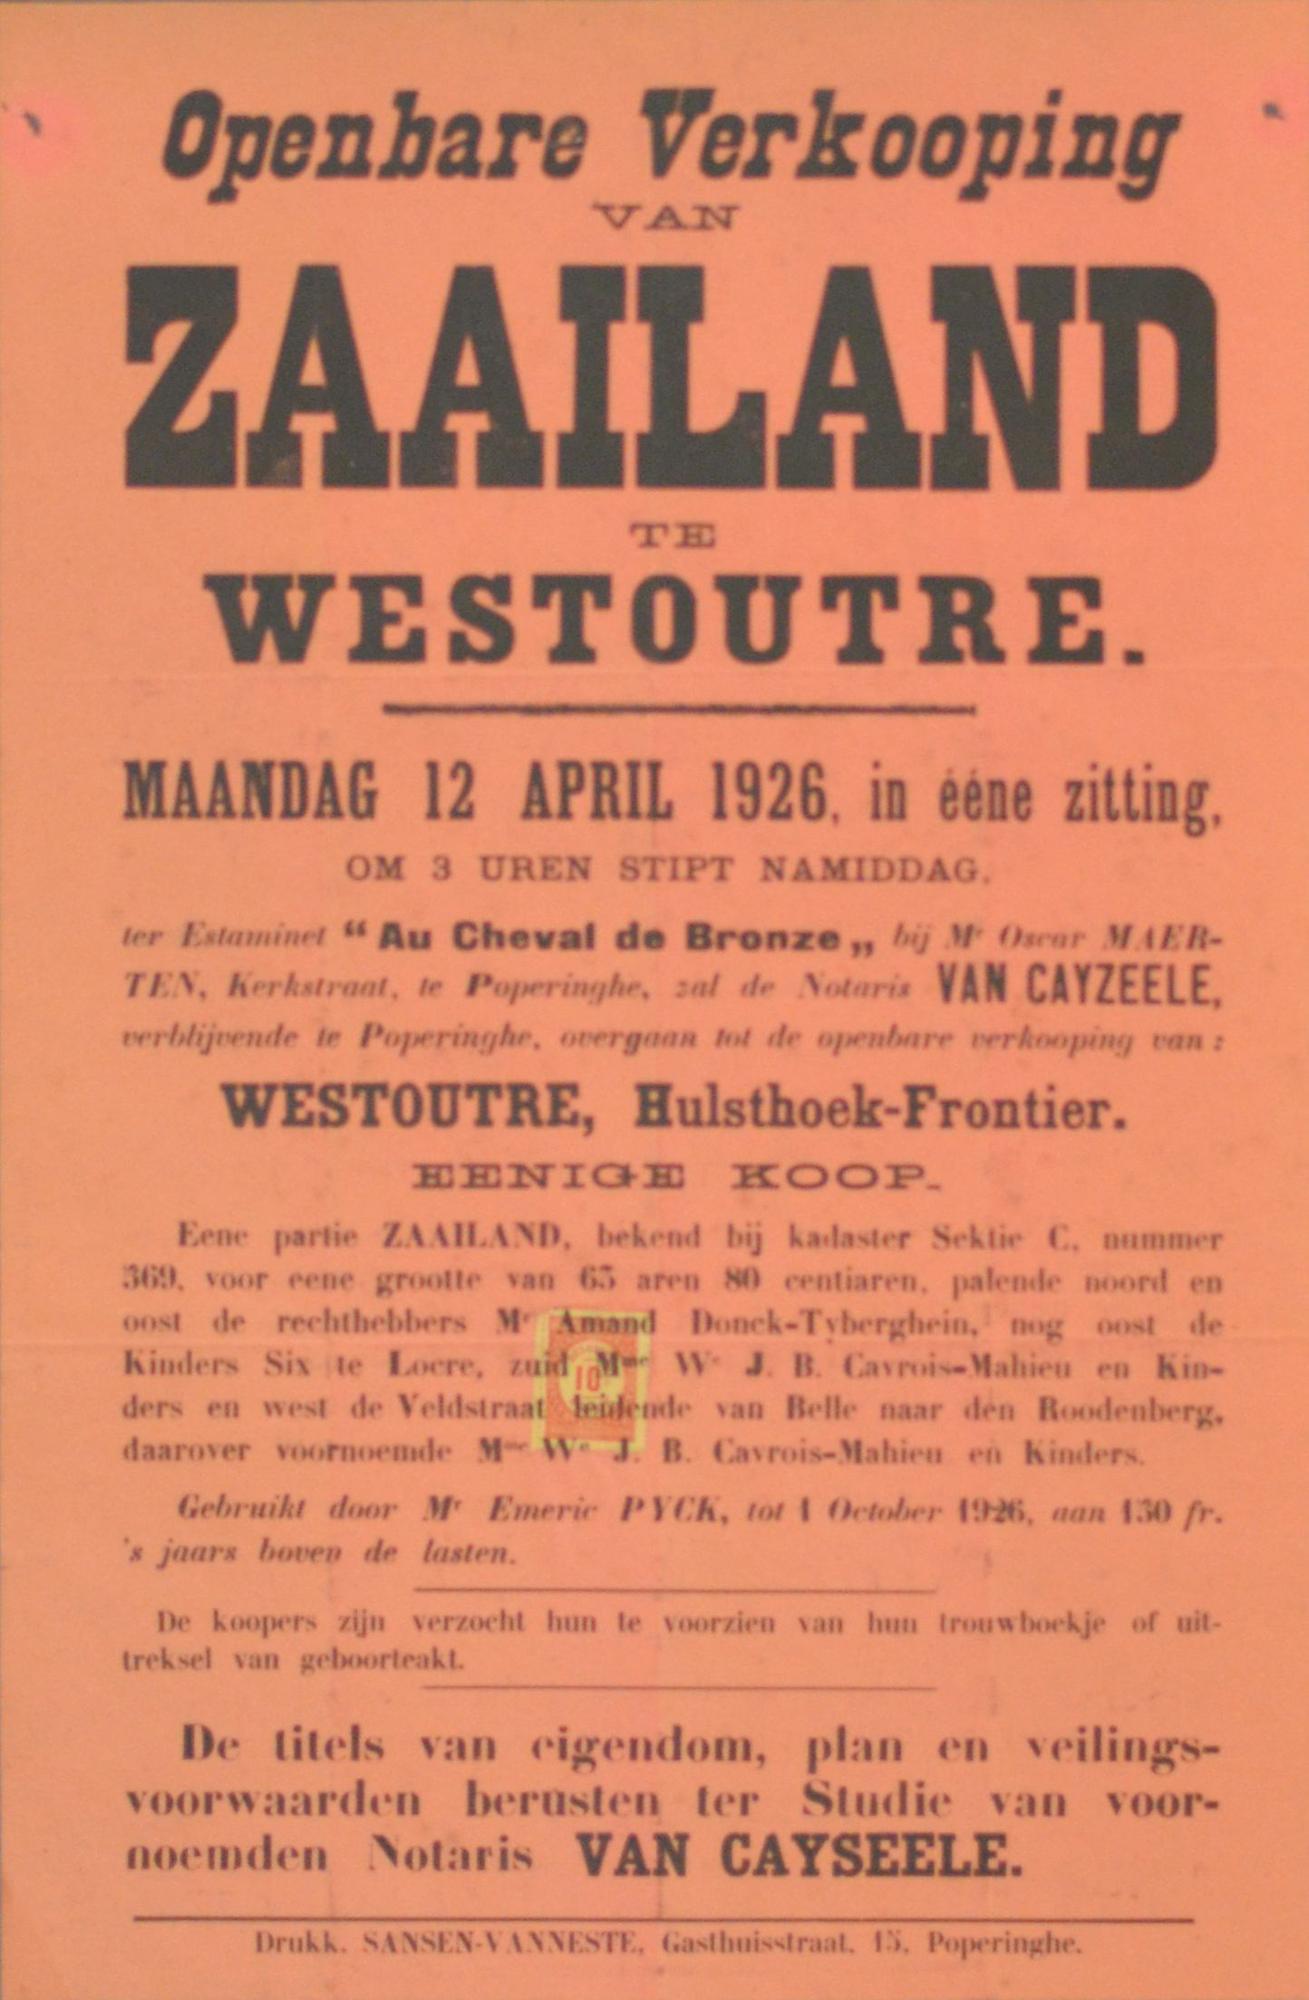 Openbare Verkooping
VAN
ZAAILAND
TE
WESTOUTRE.
MAANDAG 12 APRIL 1926, in ééne zitting,
OM 3 UREN STIPT NAMIDDAG.
ter Estaminet “ Au Cheval de Bronze „ bij Mr Oscar MAER-
TEN, Kerkstraat, te Poperinghe, zal de Notaris VAN CAYZEELE,
verblijvende te Poperinghe, overgaan tot de openbare verkooping van :
WESTOUTRE, Hulsthoek-Frontier.
EENIGE KOOP.
Eene partie ZAAILAND, bekend bij kadaster Sektie C, nummer
369, voor eene grootte van 65 aren 80 centiaren, palende noord en
oost de rechthebbers Mr Amand Donck-Tyberghein, nog oost de
Kinders Six te Locre, zuid Mme We J. B. Cavrois-Mahieu en Kin-
ders en west de Veldstraat leidende van Belle naar den Roodenberg,
daarover voornoemde Mme We J. B. Cavrois-Mahieu en Kinders.
10
Gebruikt door Mr Emeric PYCK, tot 1 October 1926, aan 150 fr.
's jaars boven de lasten.
De koopers zijn verzocht hun te voorzien van hun trouwboekje of uit-
treksel van geboorteakt.
De titels van eigendom, plan en veilings-
voorwaarden berusten ter Studie van voor-
noemden Notaris VAN CAYSEELE.
Drukk. SANSEN-VANNESTE, Gasthuisstraat, 15, Poperinghe.